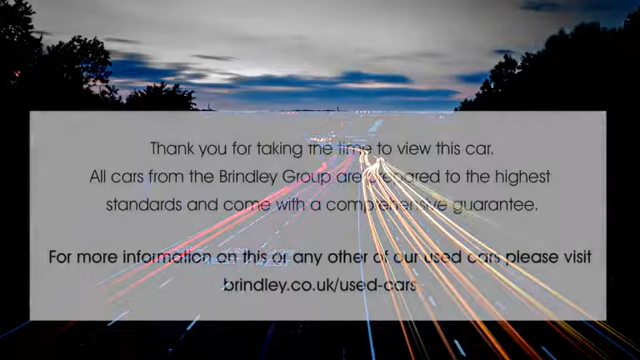 Thank you for taking the time to view this car.
All cars from the Brindley Group are prepared to the highest
standards and come with a comprehensive guarantee.
For more information on this or any other of our used cars please visit
brindley.co.uk/used-cars